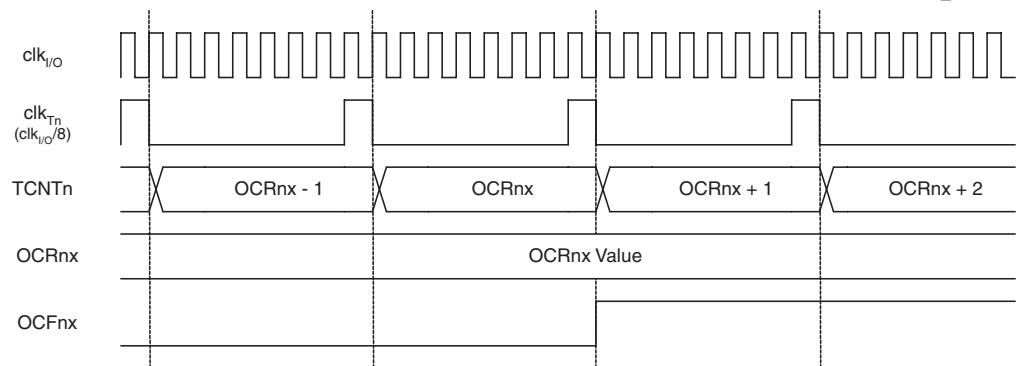 clkI/O
clkTn
(clkI/O/8)
TCNTn OCRnx - 1 OCRnx OCRnx + 1 OCRnx + 2
OCRnx OCRnx Value
OCFnx